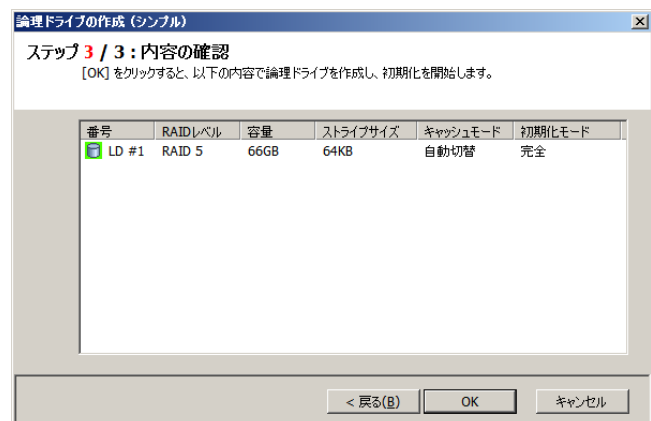 論理ドライブの作成 (シンプル)
ステップ 3 / 3 : 内容の確認
[OK] をクリックすると、以下の内容で論理ドライブを作成し、初期化を開始します。
番号 RAIDレベル 容量 ストライプサイズ キャッシュモード 初期化モード
LD #1 RAID 5 66GB 64KB 自動切替 完全
< 戻る(B) OK キャンセル